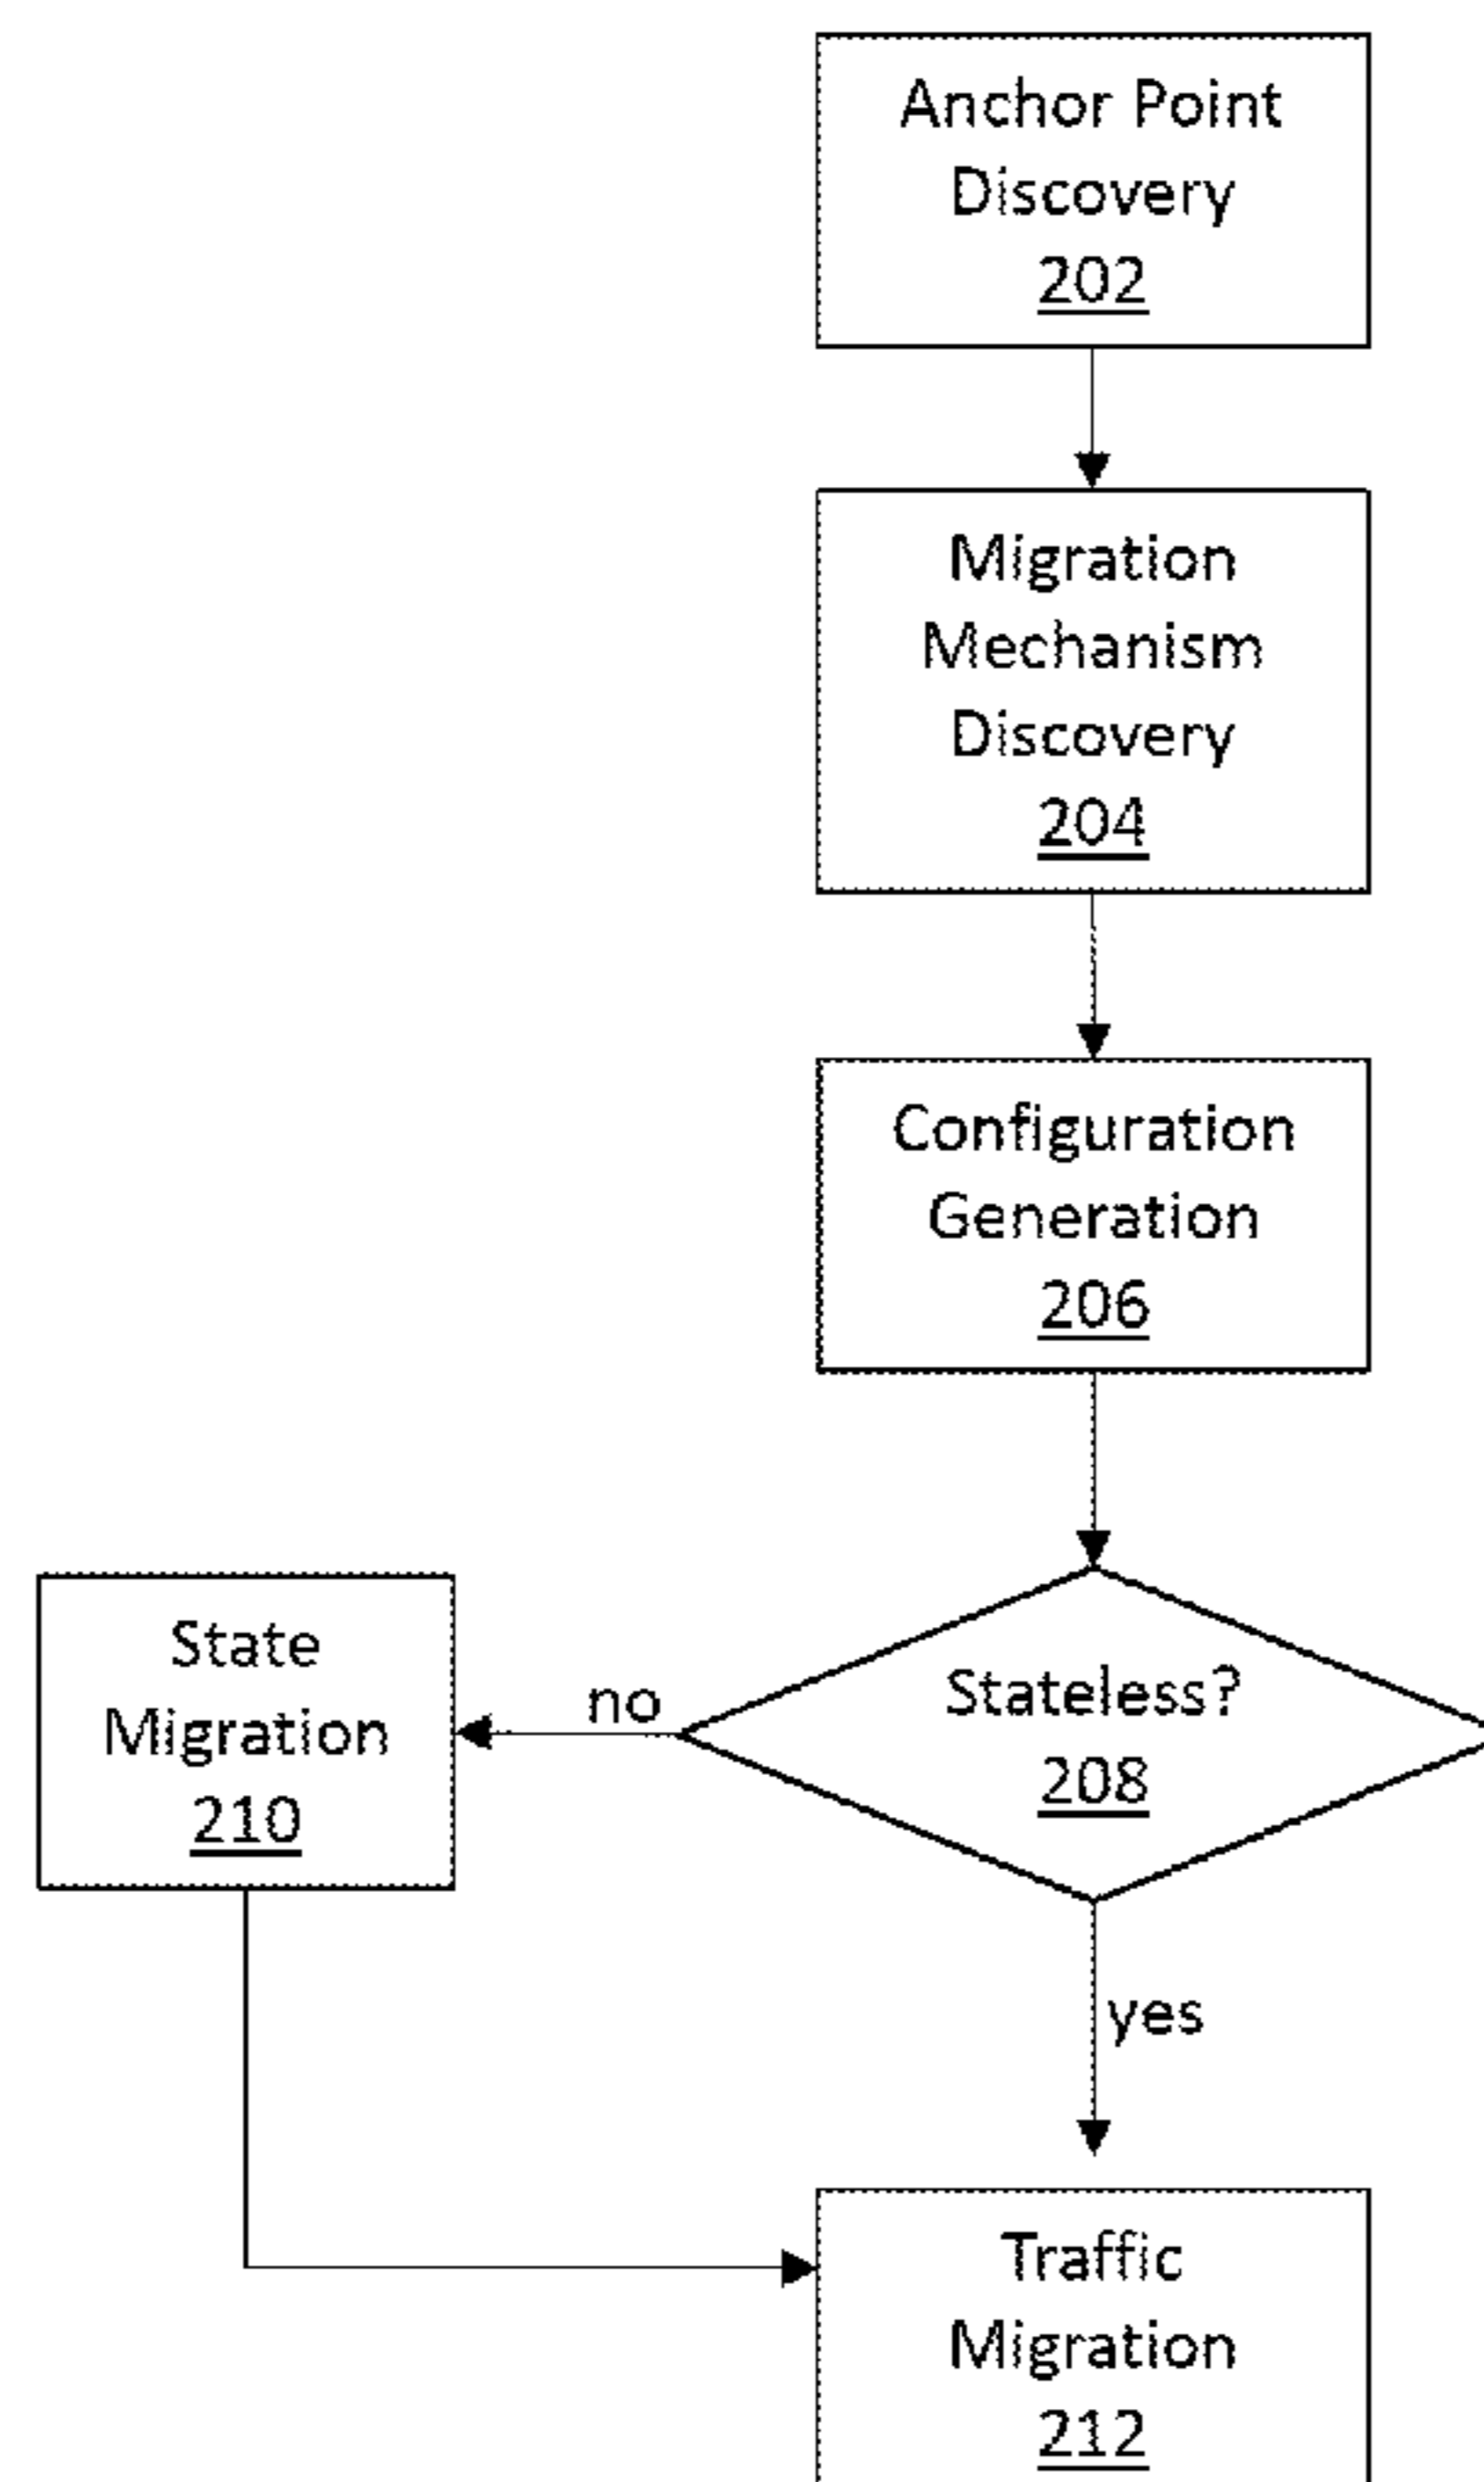 Anchor Point
Discovery
202
Migration
Mechanism
Discovery
204
Configuration
Generation
206
Stateless?
208
no
State
Migration
210
yes
Traffic
Migration
212